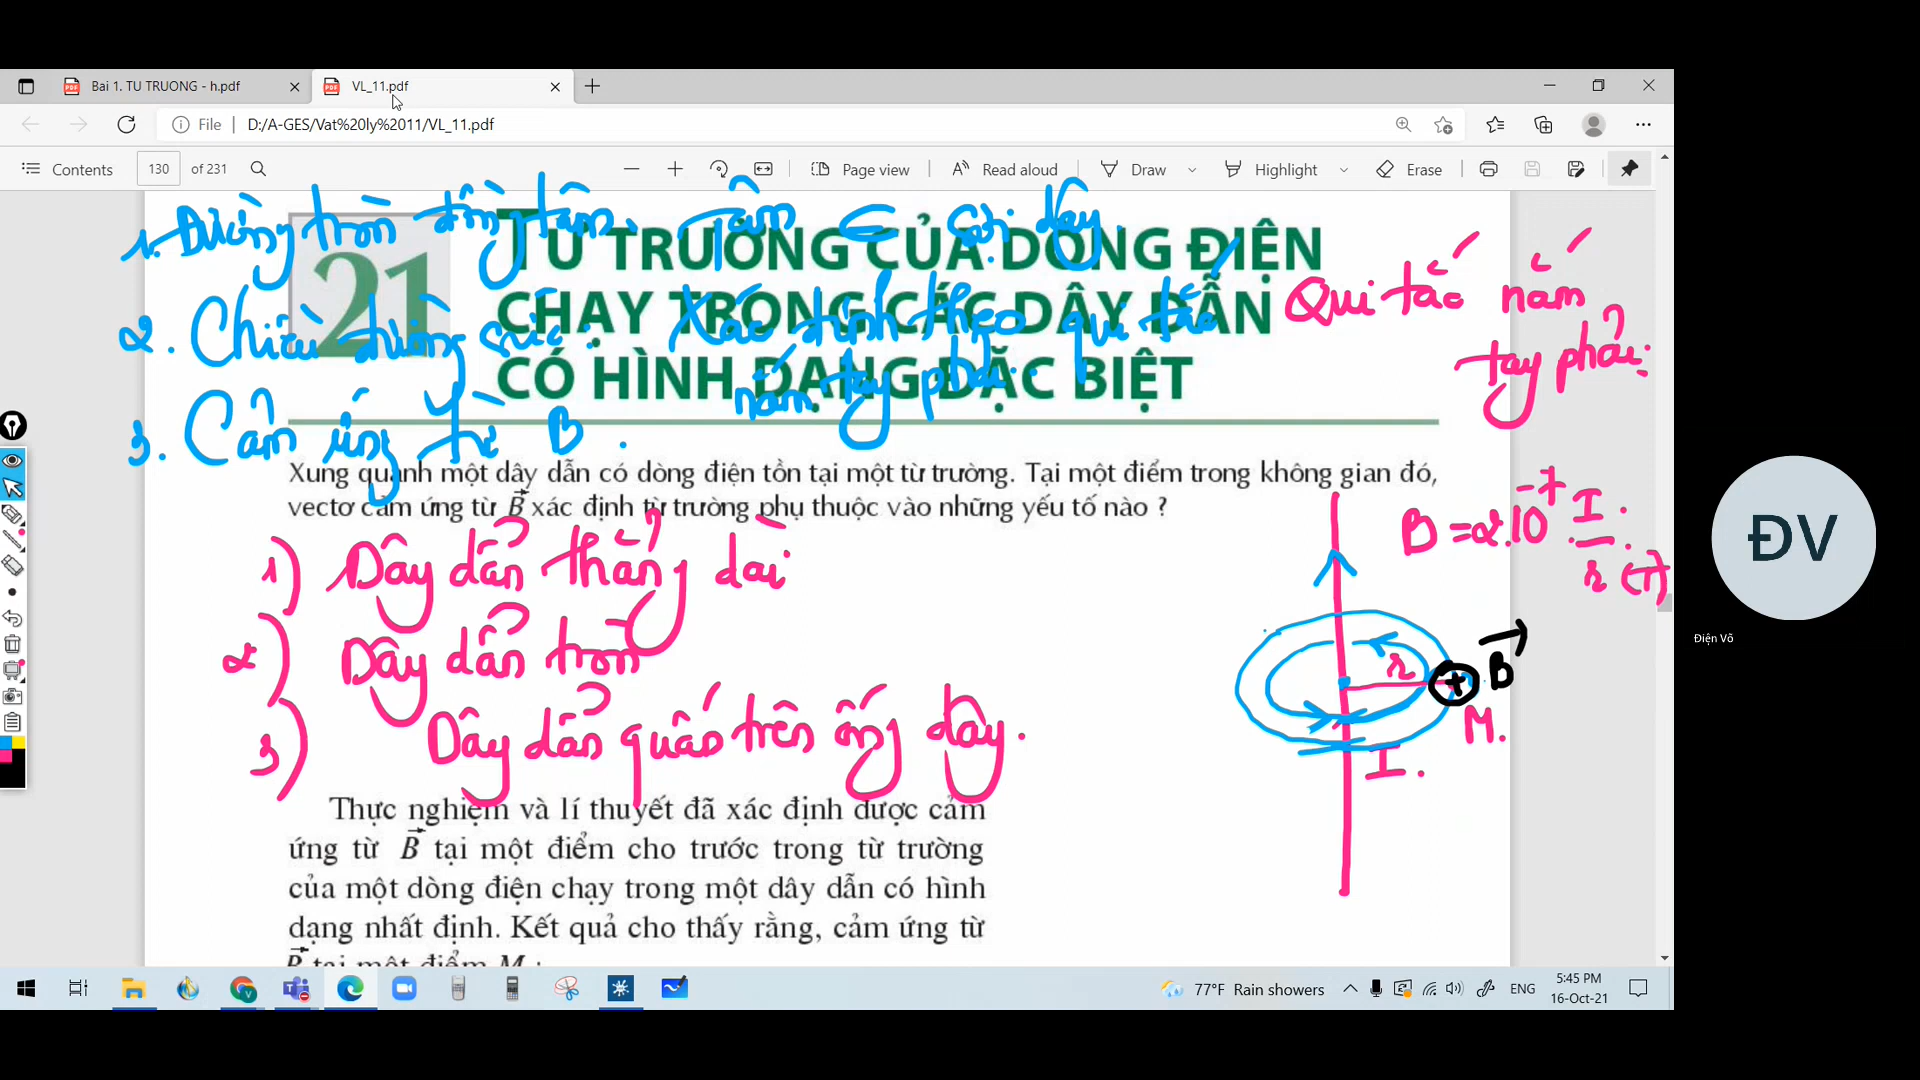 Bai 1. TU TRUONG - h.pdf
VL_11.pdf
File
D:/A-GES/Vat%20ly%2011/VL_11.pdf
Contents
130 of 231
Page view
Read aloud
Draw
Highlight
Erase
1. Đường tròn đồng tâm. Tâm ∈ sợi dây.
21
TỪ TRƯỜNG CỦA DÒNG ĐIỆN
CHẠY TRONG CÁC DÂY DẪN
CÓ HÌNH DẠNG ĐẶC BIỆT
2. Chiều đường sức: Xác định theo qui tắc
nắm tay phải.
3. Cảm ứng từ B.
Qui tắc nắm
tay phải.
Xung quanh một dây dẫn có dòng điện tồn tại một từ trường. Tại một điểm trong không gian đó,
vectơ cảm ứng từ B⃗ xác định từ trường phụ thuộc vào những yếu tố nào ?
B = 2.10⁻⁷ I/r (T)
1) Dây dẫn thẳng dài
2) Dây dẫn tròn
3) Dây dẫn quấn trên ống dây.
r
+
B⃗
M.
I.
Thực nghiệm và lí thuyết đã xác định được cảm
ứng từ B⃗ tại một điểm cho trước trong từ trường
của một dòng điện chạy trong một dây dẫn có hình
dạng nhất định. Kết quả cho thấy rằng, cảm ứng từ
B⃗ tại một điểm M :
ĐV
Điện Võ
77°F Rain showers
ENG
5:45 PM
16-Oct-21